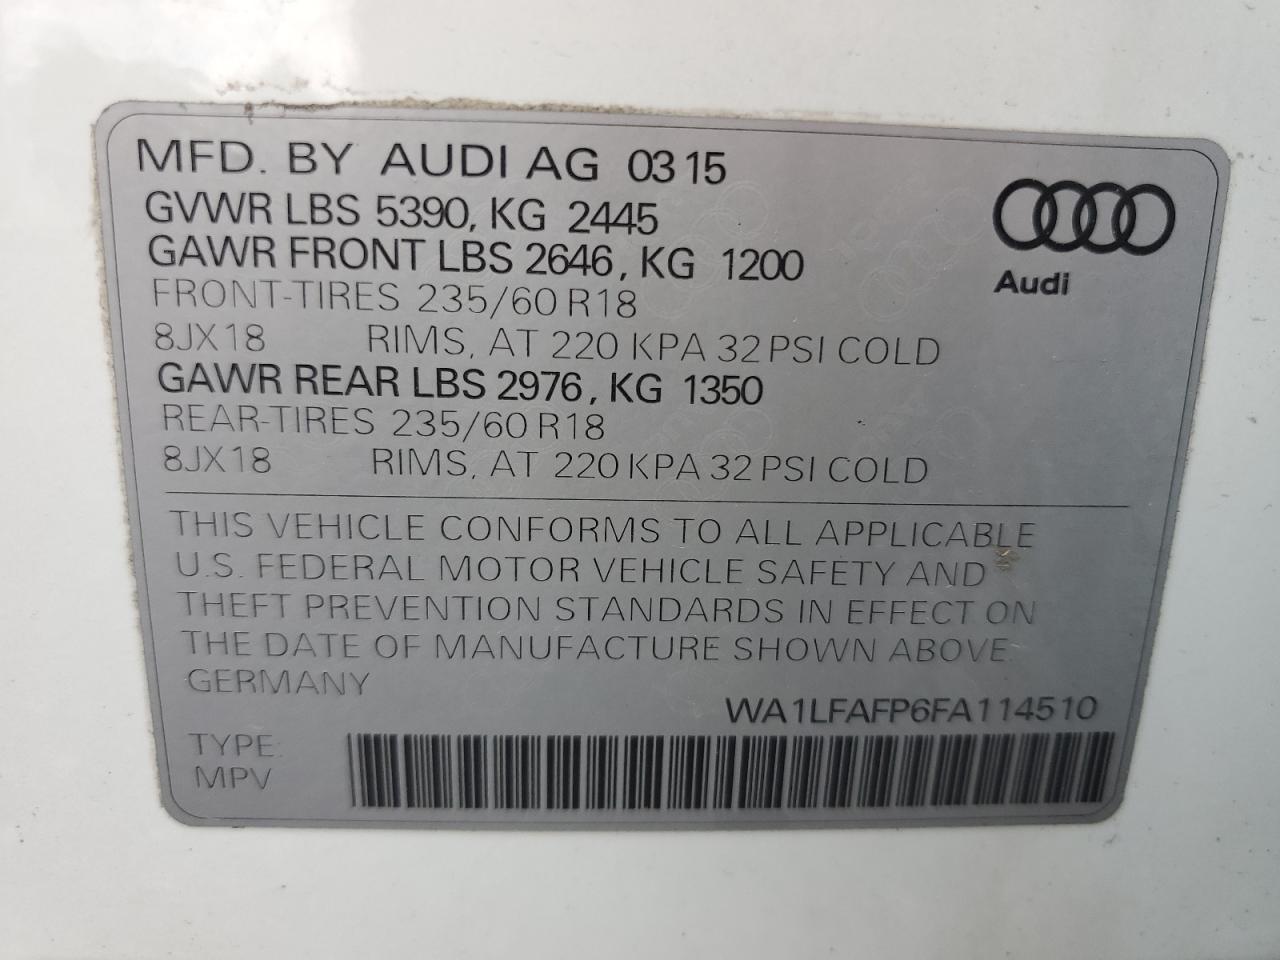 MFD. BY AUDI AG 03 15
GVWR LBS 5390, KG 2445
GAWR FRONT LBS 2646, KG 1200
FRONT-TIRES 235/60 R18
8JX18 RIMS, AT 220 KPA 32 PSI COLD
GAWR REAR LBS 2976, KG 1350
REAR-TIRES 235/60 R18
8JX18 RIMS, AT 220 KPA 32 PSI COLD
Audi
THIS VEHICLE CONFORMS TO ALL APPLICABLE
U.S. FEDERAL MOTOR VEHICLE SAFETY AND
THEFT PREVENTION STANDARDS IN EFFECT ON
THE DATE OF MANUFACTURE SHOWN ABOVE.
GERMANY
WA1LFAFP6FA114510
TYPE:
MPV